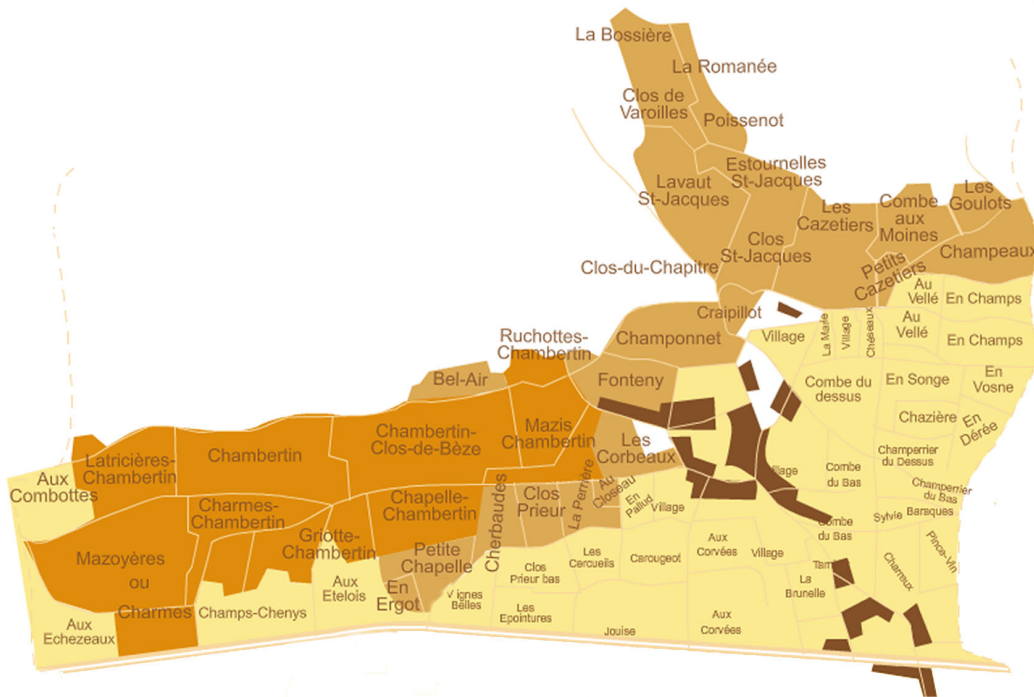 La Bossière
La Romanée
Clos de
Varoilles
Poissenot
Estournelles
St-Jacques
Lavaut
St-Jacques
Les
Cazetiers
Combe
aux
Moines
Les
Goulots
Clos
St-Jacques
Champeaux
Clos-du-Chapitre
Petits
Cazetiers
Au
Vellé
En Champs
Craipillot
Ruchottes-
Chambertin
Champonnet
Village
La Marie
Village
Chéseaux
Au
Vellé
En Champs
Bel-Air
Fonteny
Combe du
dessus
En Songe
En
Vosne
Chambertin-
Clos-de-Bèze
Mazis
Chambertin
Les
Corbeaux
Chazière
En
Dérée
Aux
Combottes
Latricières-
Chambertin
Chambertin
La Perrière
Au
Closeau
illage
Combe
du Bas
Champerrier
du Dessus
Champerrier
du Bas
Charmes-
Chambertin
Chapelle-
Chambertin
Cherbaudes
Clos
Prieur
En
Pallud
Village
Baraques
Sylvie
Combe
du Bas
Griotte-
Chambertin
Petite
Chapelle
Pince-Vin
Mazoyères
ou
Charmes
Aux
Etelois
En
Ergot
Clos
Prieur bas
Les
Cercueils
Carougeot
Aux
Corvées
Village
La
Brunelle
Champs-Chenys
Vignes
Belles
Les
Epointures
Jouise
Aux
Corvées
Aux
Echezeaux